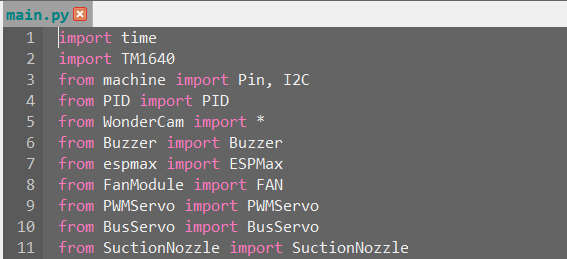 main.py
1 import time
2 import TM1640
3 from machine import Pin, I2C
4 from PID import PID
5 from WonderCam import *
6 from Buzzer import Buzzer
7 from espmax import ESPMax
8 from FanModule import FAN
9 from PWMServo import PWMServo
10 from BusServo import BusServo
11 from SuctionNozzle import SuctionNozzle